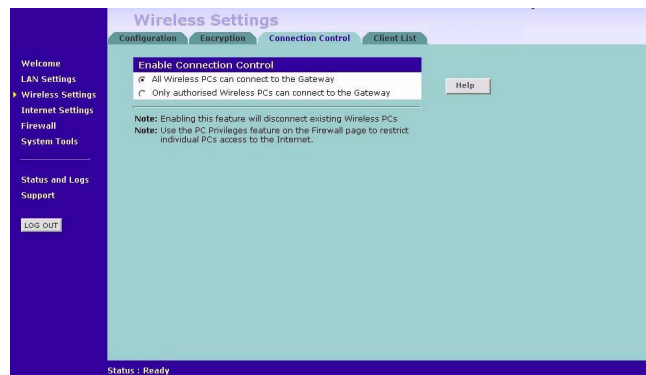 Wireless Settings
Configuration Encryption Connection Control Client List
Welcome
LAN Settings
Wireless Settings
Internet Settings
Firewall
System Tools
Status and Logs
Support
LOG OUT
Enable Connection Control
All Wireless PCs can connect to the Gateway
Only authorised Wireless PCs can connect to the Gateway
Help
Note: Enabling this feature will disconnect existing Wireless PCs
Note: Use the PC Privileges feature on the Firewall page to restrict
individual PCs access to the Internet.
Status : Ready